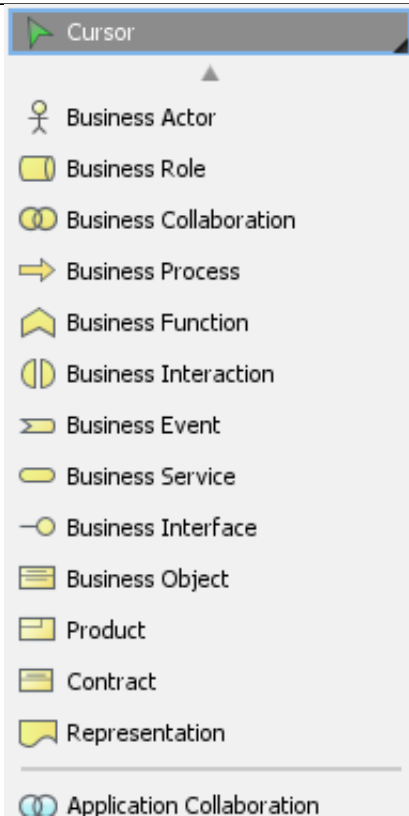 Cursor
Business Actor
Business Role
Business Collaboration
Business Process
Business Function
Business Interaction
Business Event
Business Service
Business Interface
Business Object
Product
Contract
Representation
Application Collaboration